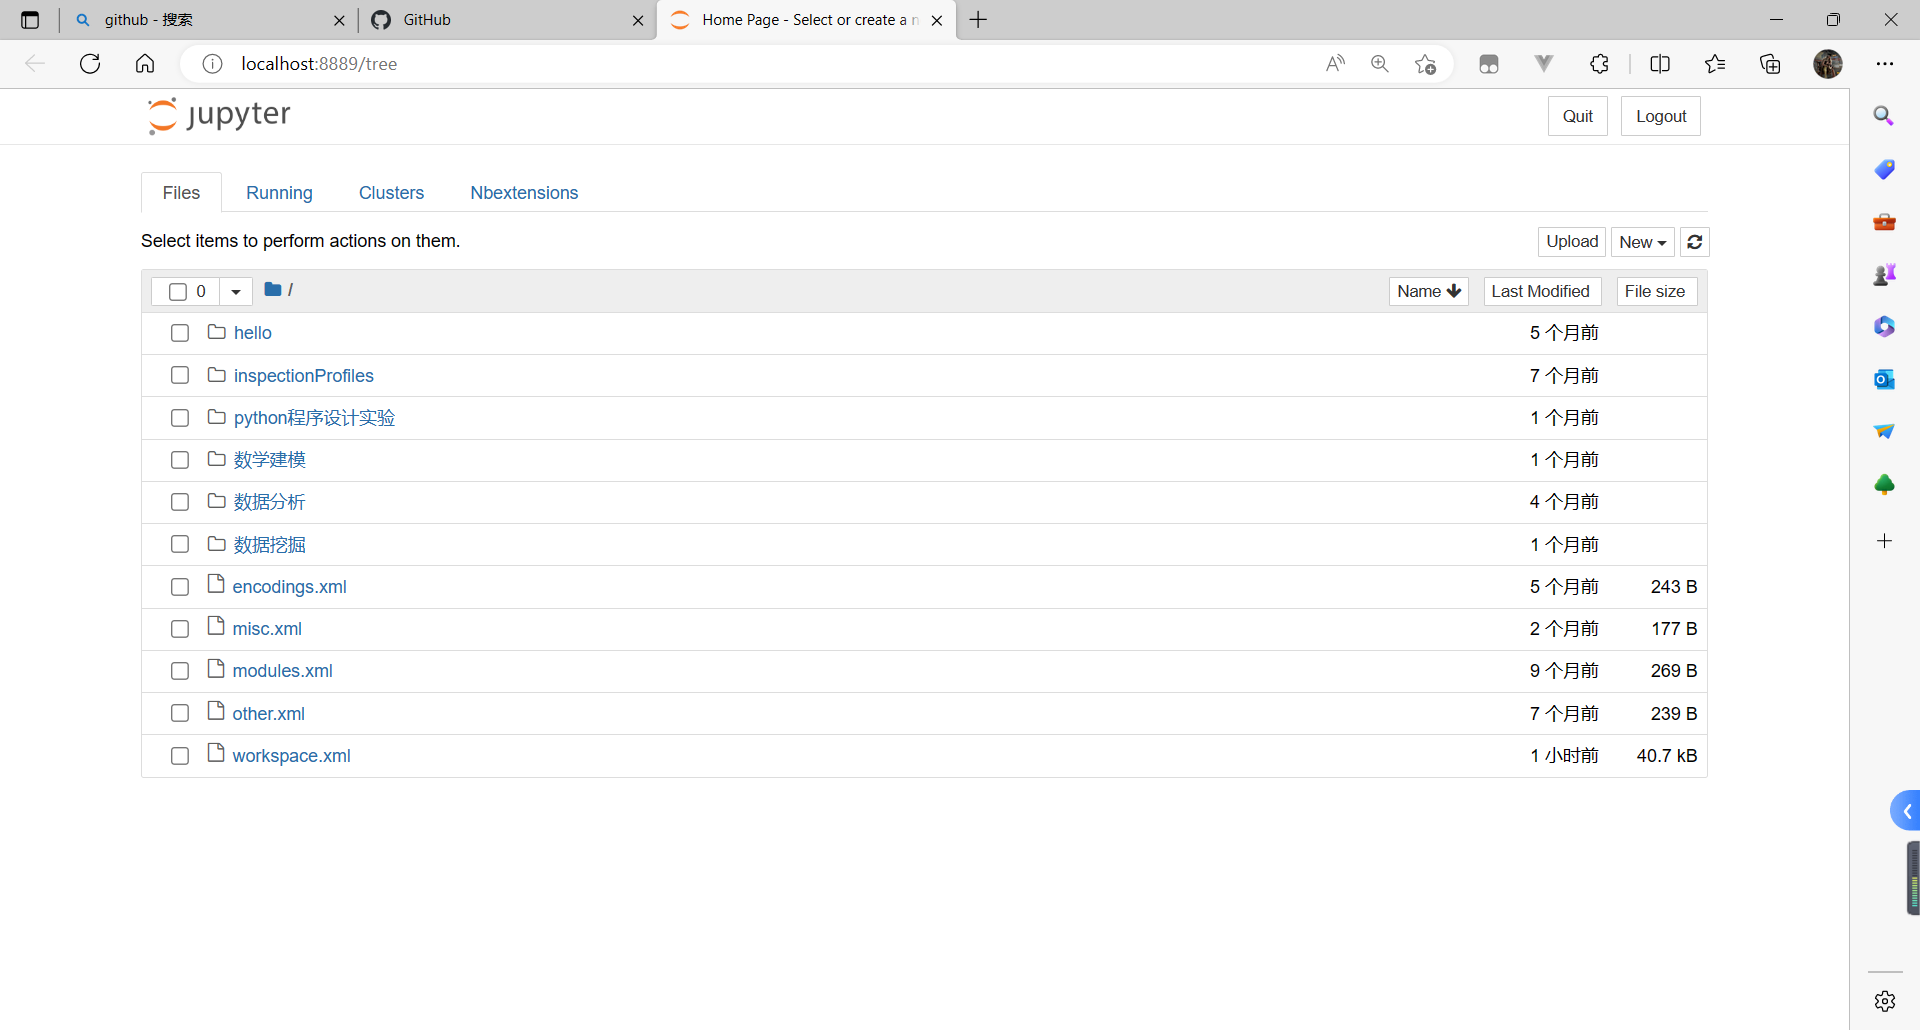 github - 搜索
GitHub
Home Page - Select or create a n
localhost:8889/tree
jupyter
Quit
Logout
Files
Running
Clusters
Nbextensions
Select items to perform actions on them.
Upload
New
0
/
Name
Last Modified
File size
hello
5 个月前
inspectionProfiles
7 个月前
python程序设计实验
1 个月前
数学建模
1 个月前
数据分析
4 个月前
数据挖掘
1 个月前
encodings.xml
5 个月前
243 B
misc.xml
2 个月前
177 B
modules.xml
9 个月前
269 B
other.xml
7 个月前
239 B
workspace.xml
1 小时前
40.7 kB